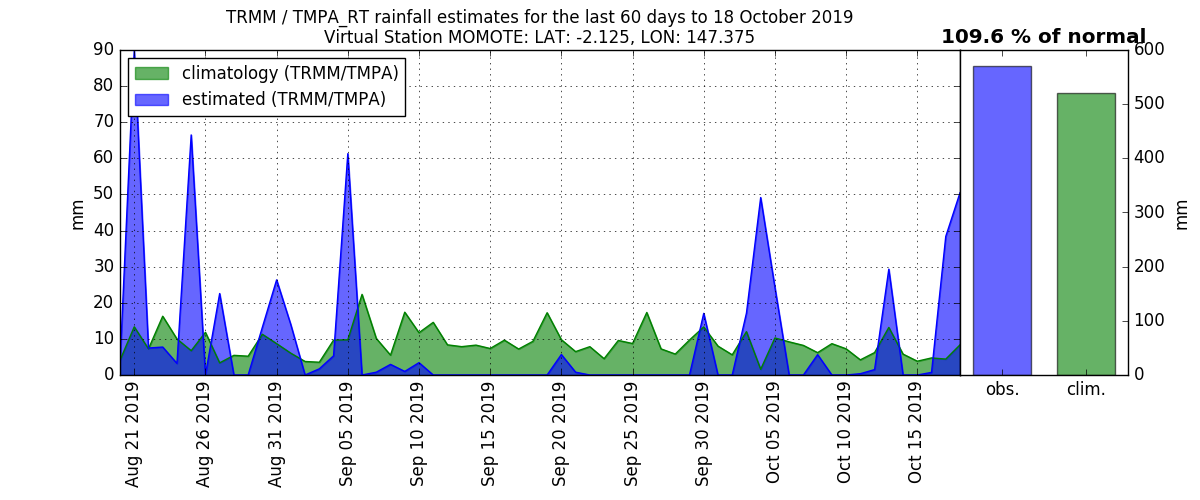 TRMM / TMPA_RT rainfall estimates for the last 60 days to 18 October 2019
Virtual Station MOMOTE: LAT: -2.125, LON: 147.375
109.6 % of normal
climatology (TRMM/TMPA)
estimated (TRMM/TMPA)
90
80
70
60
50
40
30
20
10
0
mm
Aug 21 2019
Aug 26 2019
Aug 31 2019
Sep 05 2019
Sep 10 2019
Sep 15 2019
Sep 20 2019
Sep 25 2019
Sep 30 2019
Oct 05 2019
Oct 10 2019
Oct 15 2019
600
500
400
300
200
100
0
mm
obs.
clim.